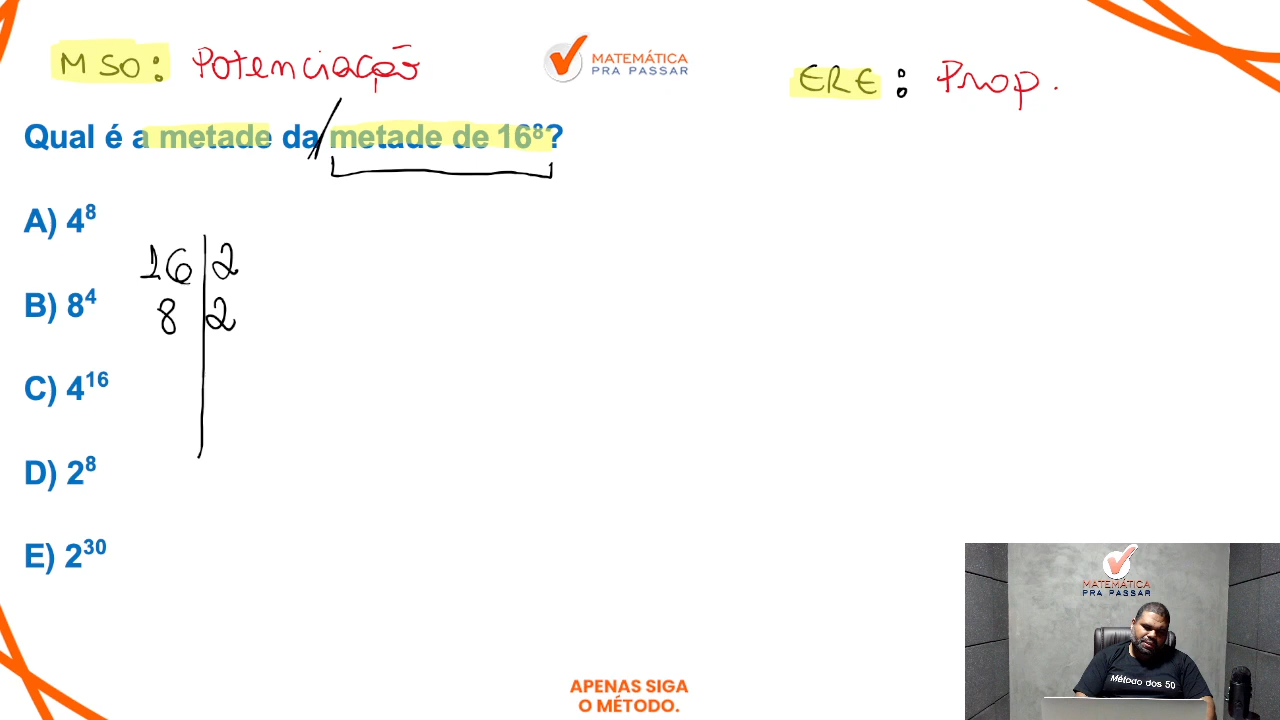 MSO: Potenciação
MATEMÁTICA
PRA PASSAR
ERE: Prop.
Qual é a metade da metade de 16⁸?
A) 4⁸
16 | 2
B) 8⁴
8 | 2
C) 4¹⁶
D) 2⁸
E) 2³⁰
MATEMÁTICA
PRA PASSAR
Método dos 50
APENAS SIGA
O MÉTODO.